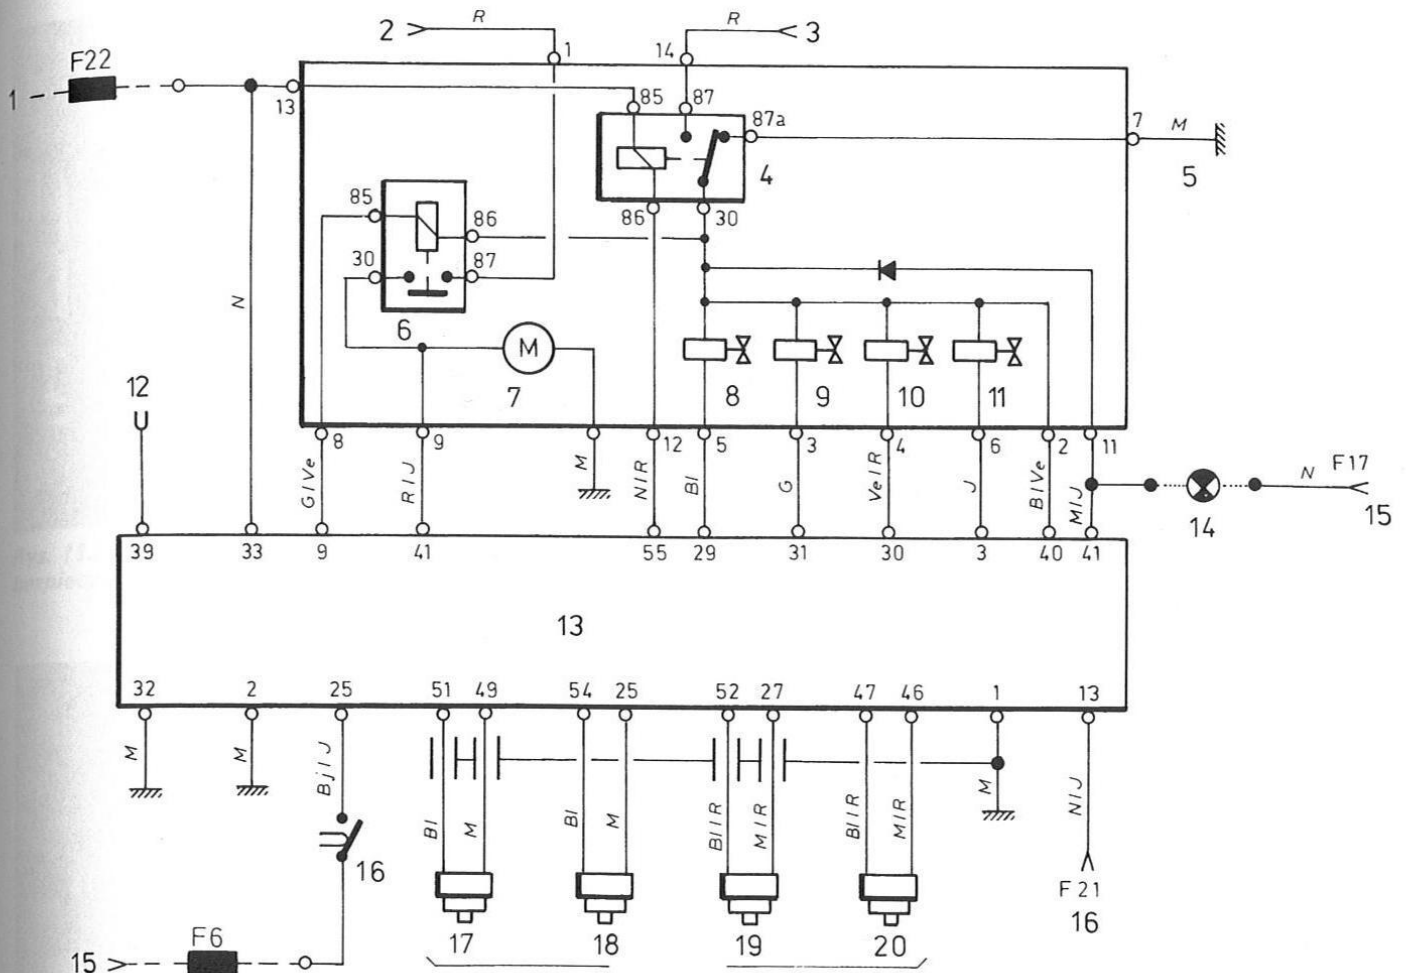 2 R 1 14 R 3
F22
1 13
85 87 87a 7 M
4 5
86 30
85 86
30 87
6
N
M
7 8 9 10 11
12
8 9 12 5 3 4 6 2 11
G/Ve R/J M N/R Bl G Ve/R J B/Ve M/J N F17
14 15
39 33 9 41 55 29 31 30 3 40 41
13
32 2 25 51 49 54 25 52 27 47 46 1 13
M M Bj/J Bl M Bl M Bl/R M/R Bl/R M/R M N/J
16
F21
16
17 18 19 20
15 F6